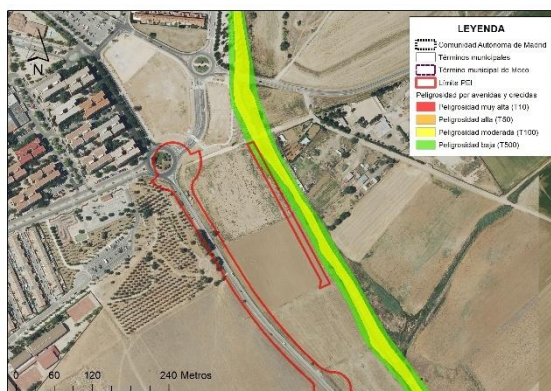 LEYENDA
Comunidad Autónoma de Madrid
Términos municipales
Término municipal de Meco
Límite PEI
Peligrosidad por avenidas y crecidas
Peligrosidad muy alta (T10)
Peligrosidad alta (T50)
Peligrosidad moderada (T100)
Peligrosidad baja (T500)
N
0 60 120 240 Metros